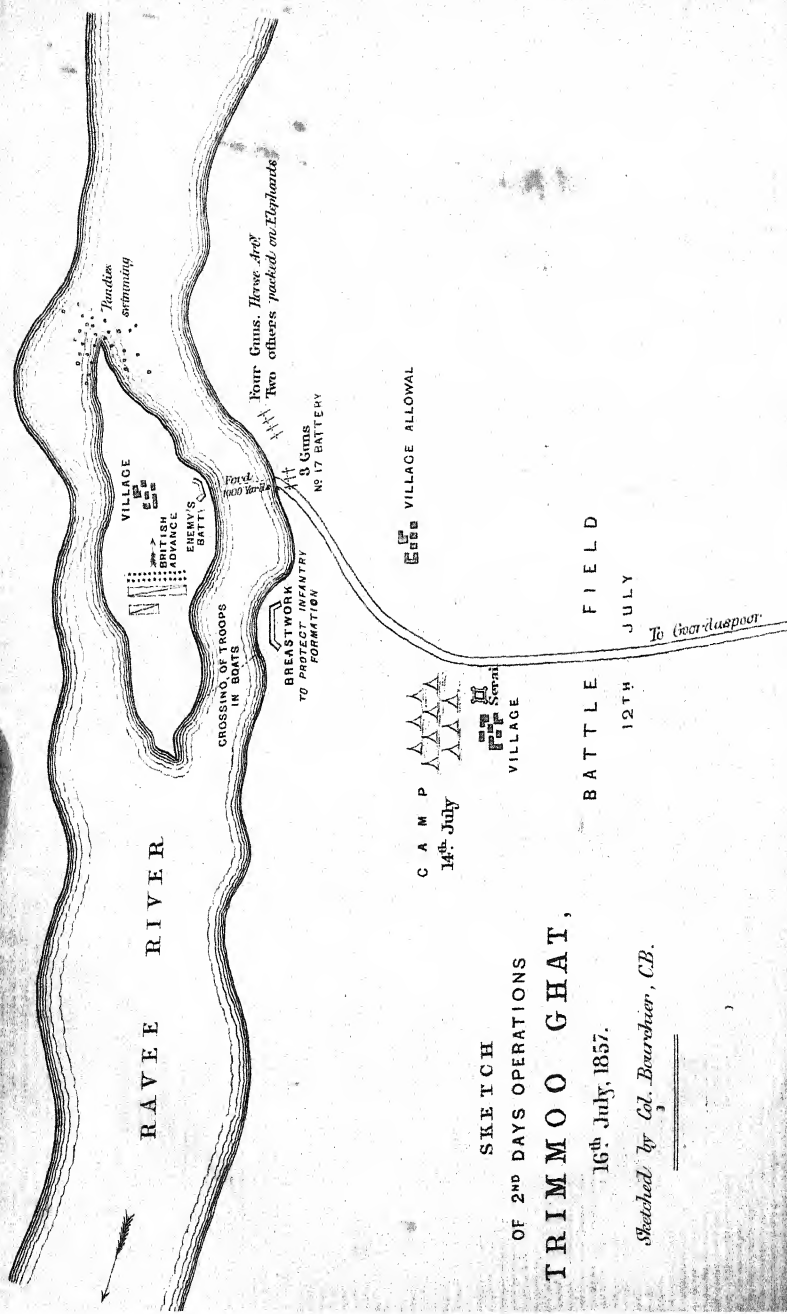 SKETCH
OF 2ND DAYS OPERATIONS
TRIMMOO GHAT,
16th July, 1857.
Sketched by Col. Bourchier, C.B.
RAVEE RIVER
Pandies
swimming
VILLAGE
BRITISH
ADVANCE
ENEMY'S
BATTY
Ford
1000 Yards
Four Guns. Horse Arty
Two others packed on Elephants
3 Guns
No 17 BATTERY
CROSSING OF TROOPS
IN BOATS
BREASTWORK
TO PROTECT INFANTRY
FORMATION
VILLAGE ALLOWAL
CAMP
14th July
Serai
VILLAGE
BATTLE FIELD
12TH JULY
To Goordaspoor